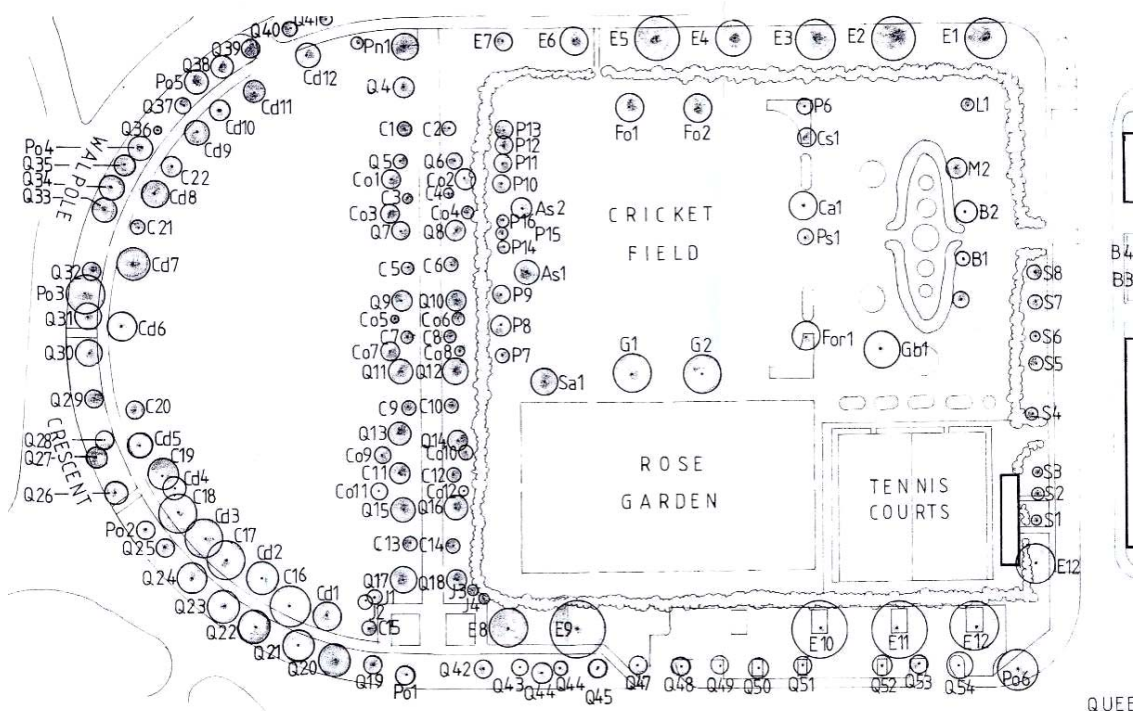 Q41
Q40
Q39
Q38
Po5
Q37
Q36
Po4
Q35
Q34
Q33
WALPOLE
Cd12
Cd11
Cd10
Cd9
C22
Cd8
C21
Cd7
Q32
Po3
Q31
Cd6
Q30
Q29
C20
Q28
Q27
CRESCENT
Cd5
C19
Cd4
C18
Q26
Cd3
C17
Po2
Q25
Cd2
Q24
C16
Cd1
Q23
Q22
Q21
Q20
Q19
Po1
Pn1
Q4
C1
C2
Q5
Q6
Co1
Co2
C3
C4
Co3
Co4
Q7
Q8
C5
C6
Q9
Q10
Co5
Co6
C7
C8
Co7
Co8
Q11
Q12
C9
C10
Q13
Q14
Co9
Co10
C11
C12
Co11
Co12
Q15
Q16
C13
C14
Q17
Q18
J1
J2
J3
J4
C15
E7
E6
E5
E4
E3
E2
E1
P13
P12
P11
P10
As2
P16
P15
P14
As1
P9
P8
P7
Sa1
Fo1
Fo2
CRICKET
FIELD
G1
G2
P6
Cs1
Ca1
Ps1
For1
Gb1
L1
M2
B2
B1
S8
S7
S6
S5
S4
S3
S2
S1
E12
B4
B3
ROSE
GARDEN
TENNIS
COURTS
E8
E9
E10
E11
E12
Q42
Q43
Q44
Q44
Q45
Q47
Q48
Q49
Q50
Q51
Q52
Q53
Q54
Po6
QUEE